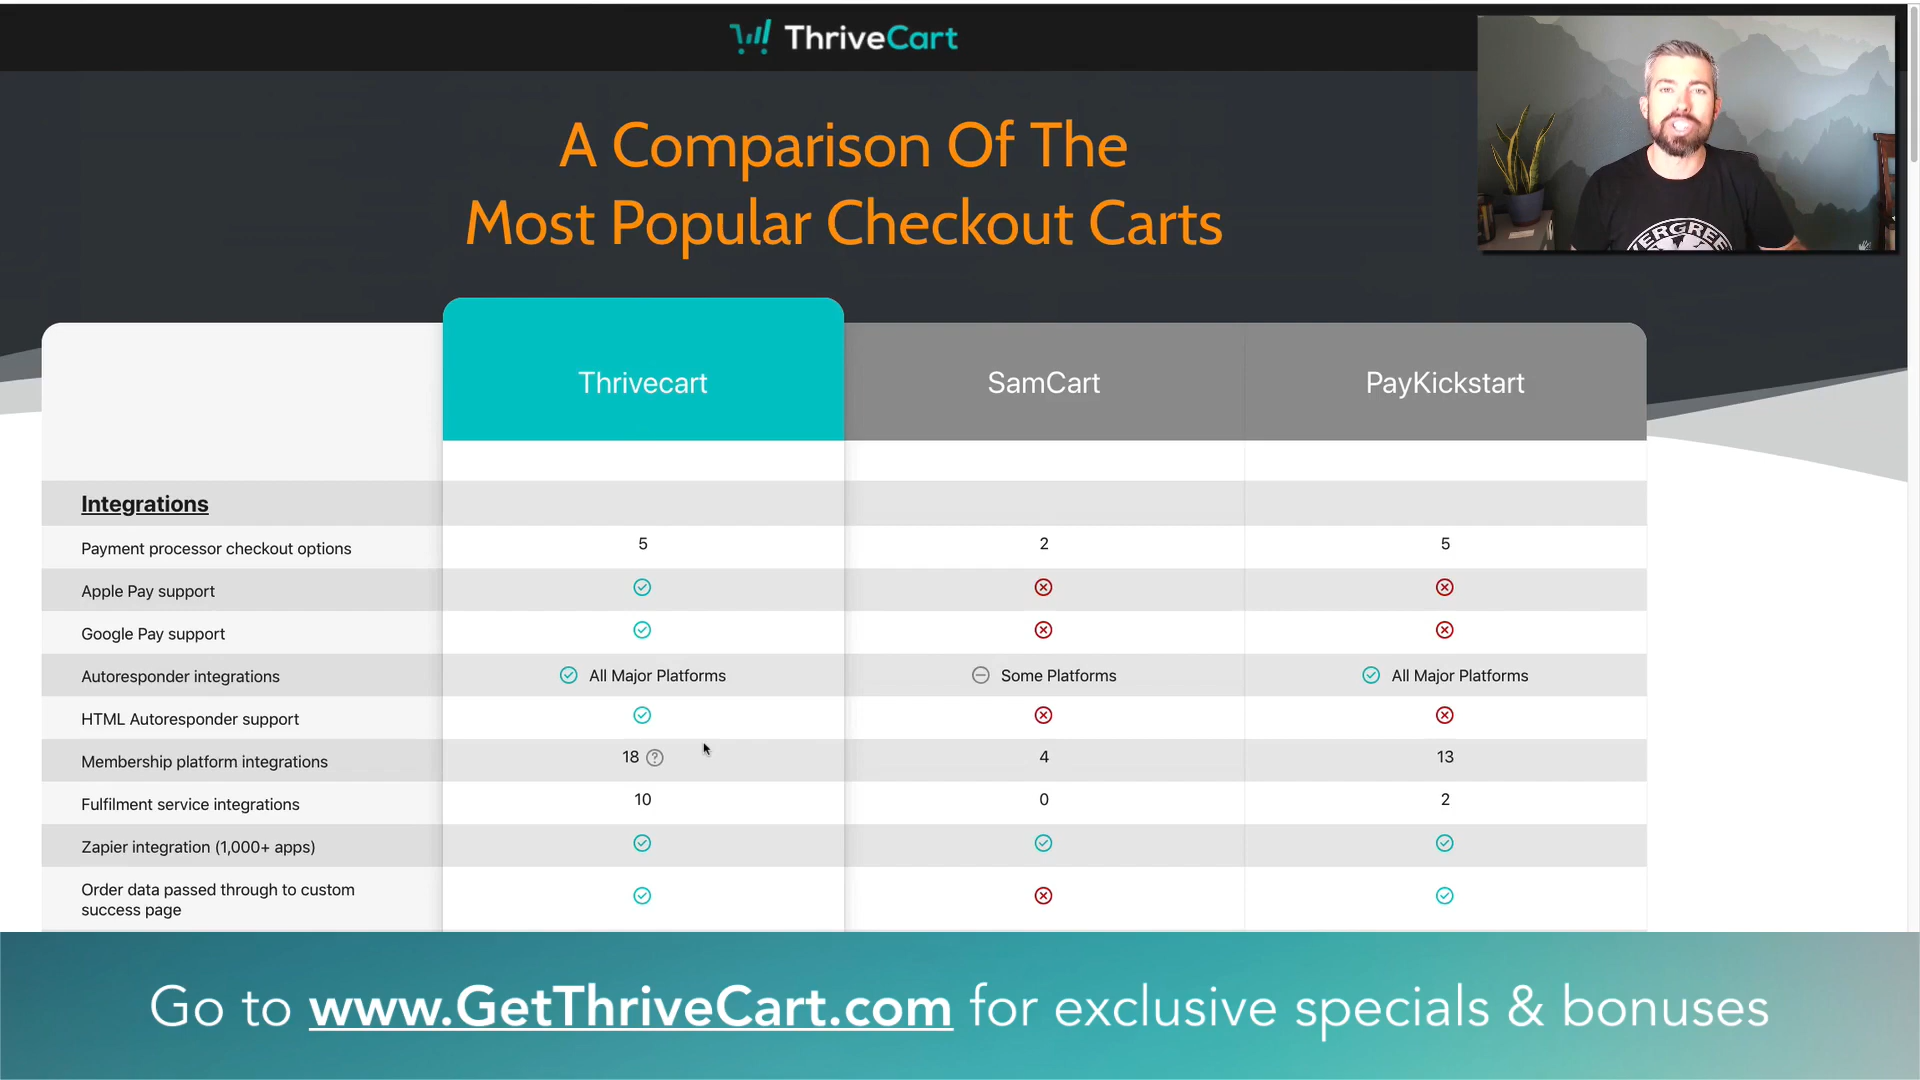 ThriveCart
A Comparison Of The
Most Popular Checkout Carts
Thrivecart SamCart PayKickstart
Integrations
Payment processor checkout options 5 2 5
Apple Pay support
Google Pay support
Autoresponder integrations All Major Platforms Some Platforms All Major Platforms
HTML Autoresponder support
Membership platform integrations 18 ? 4 13
Fulfilment service integrations 10 0 2
Zapier integration (1,000+ apps)
Order data passed through to custom
success page
Go to www.GetThriveCart.com for exclusive specials & bonuses